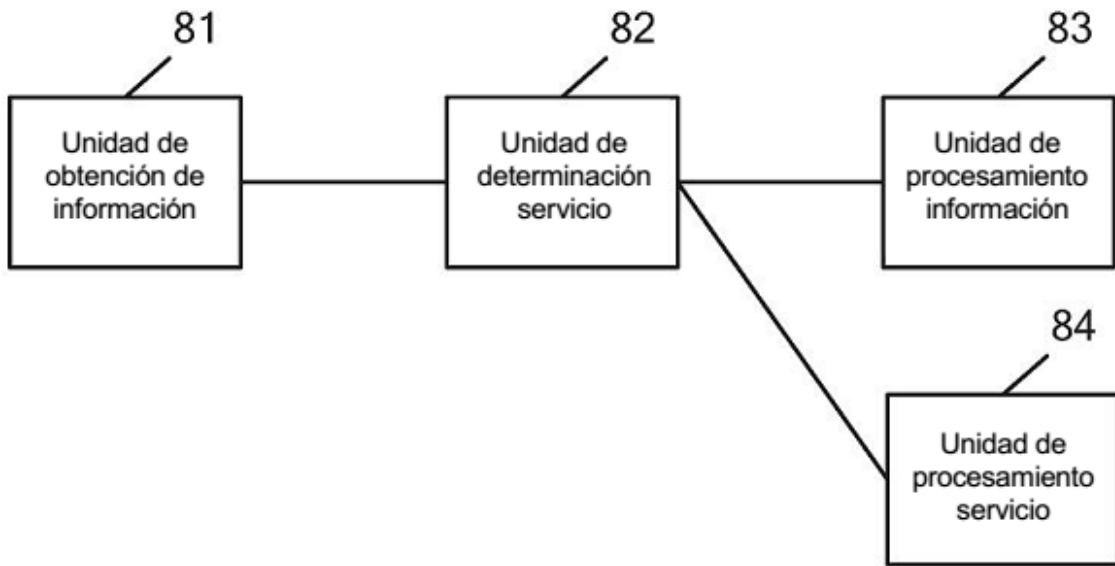 81
82
83
Unidad de
obtención de
información
Unidad de
determinación
servicio
Unidad de
procesamiento
información
84
Unidad de
procesamiento
servicio